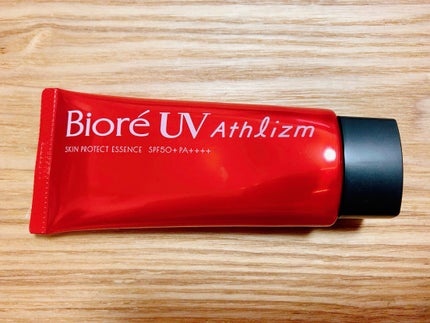 Bioré UV Athlizm
SKIN PROTECT ESSENCE SPF50+ PA++++